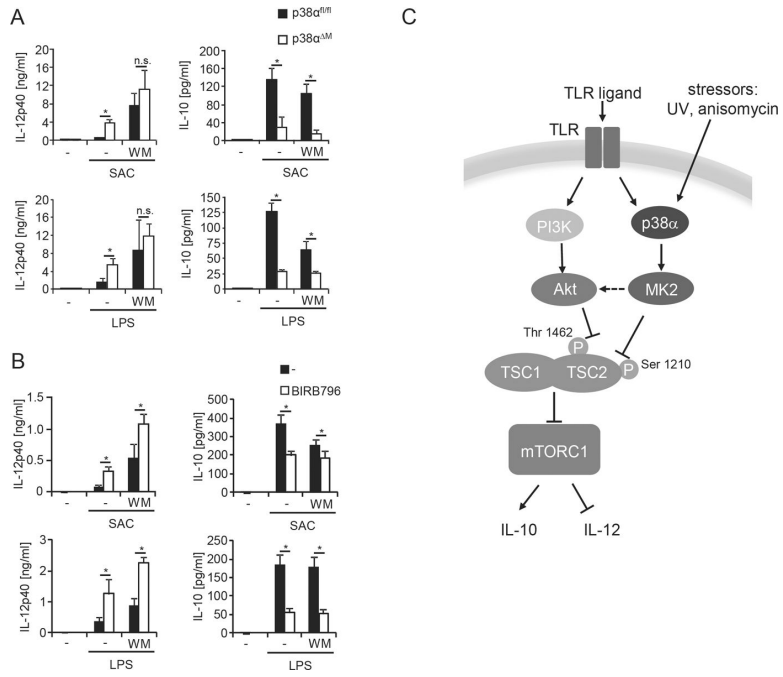 A
p38α^fl/fl
p38α^ΔM
IL-12p40 [ng/ml]
20
16
12
8
4
0
*
n.s.
- - WM
SAC
IL-10 [pg/ml]
160
120
80
40
0
*
*
- - WM
SAC
IL-12p40 [ng/ml]
20
16
12
8
4
0
*
n.s.
- - WM
LPS
IL-10 [pg/ml]
150
125
100
75
50
25
0
*
*
- - WM
LPS
B
-
BIRB796
IL-12p40 [ng/ml]
1.5
1.0
0.5
0
*
*
- - WM
SAC
IL-10 [pg/ml]
500
400
300
200
100
0
*
*
- - WM
SAC
IL-12p40 [ng/ml]
3
2
1
0
*
*
- - WM
LPS
IL-10 [pg/ml]
250
200
150
100
50
0
*
*
- - WM
LPS
C
TLR ligand
stressors:
UV, anisomycin
TLR
PI3K
p38α
Akt
MK2
Thr 1462
P
TSC1
TSC2
P
Ser 1210
mTORC1
IL-10
IL-12